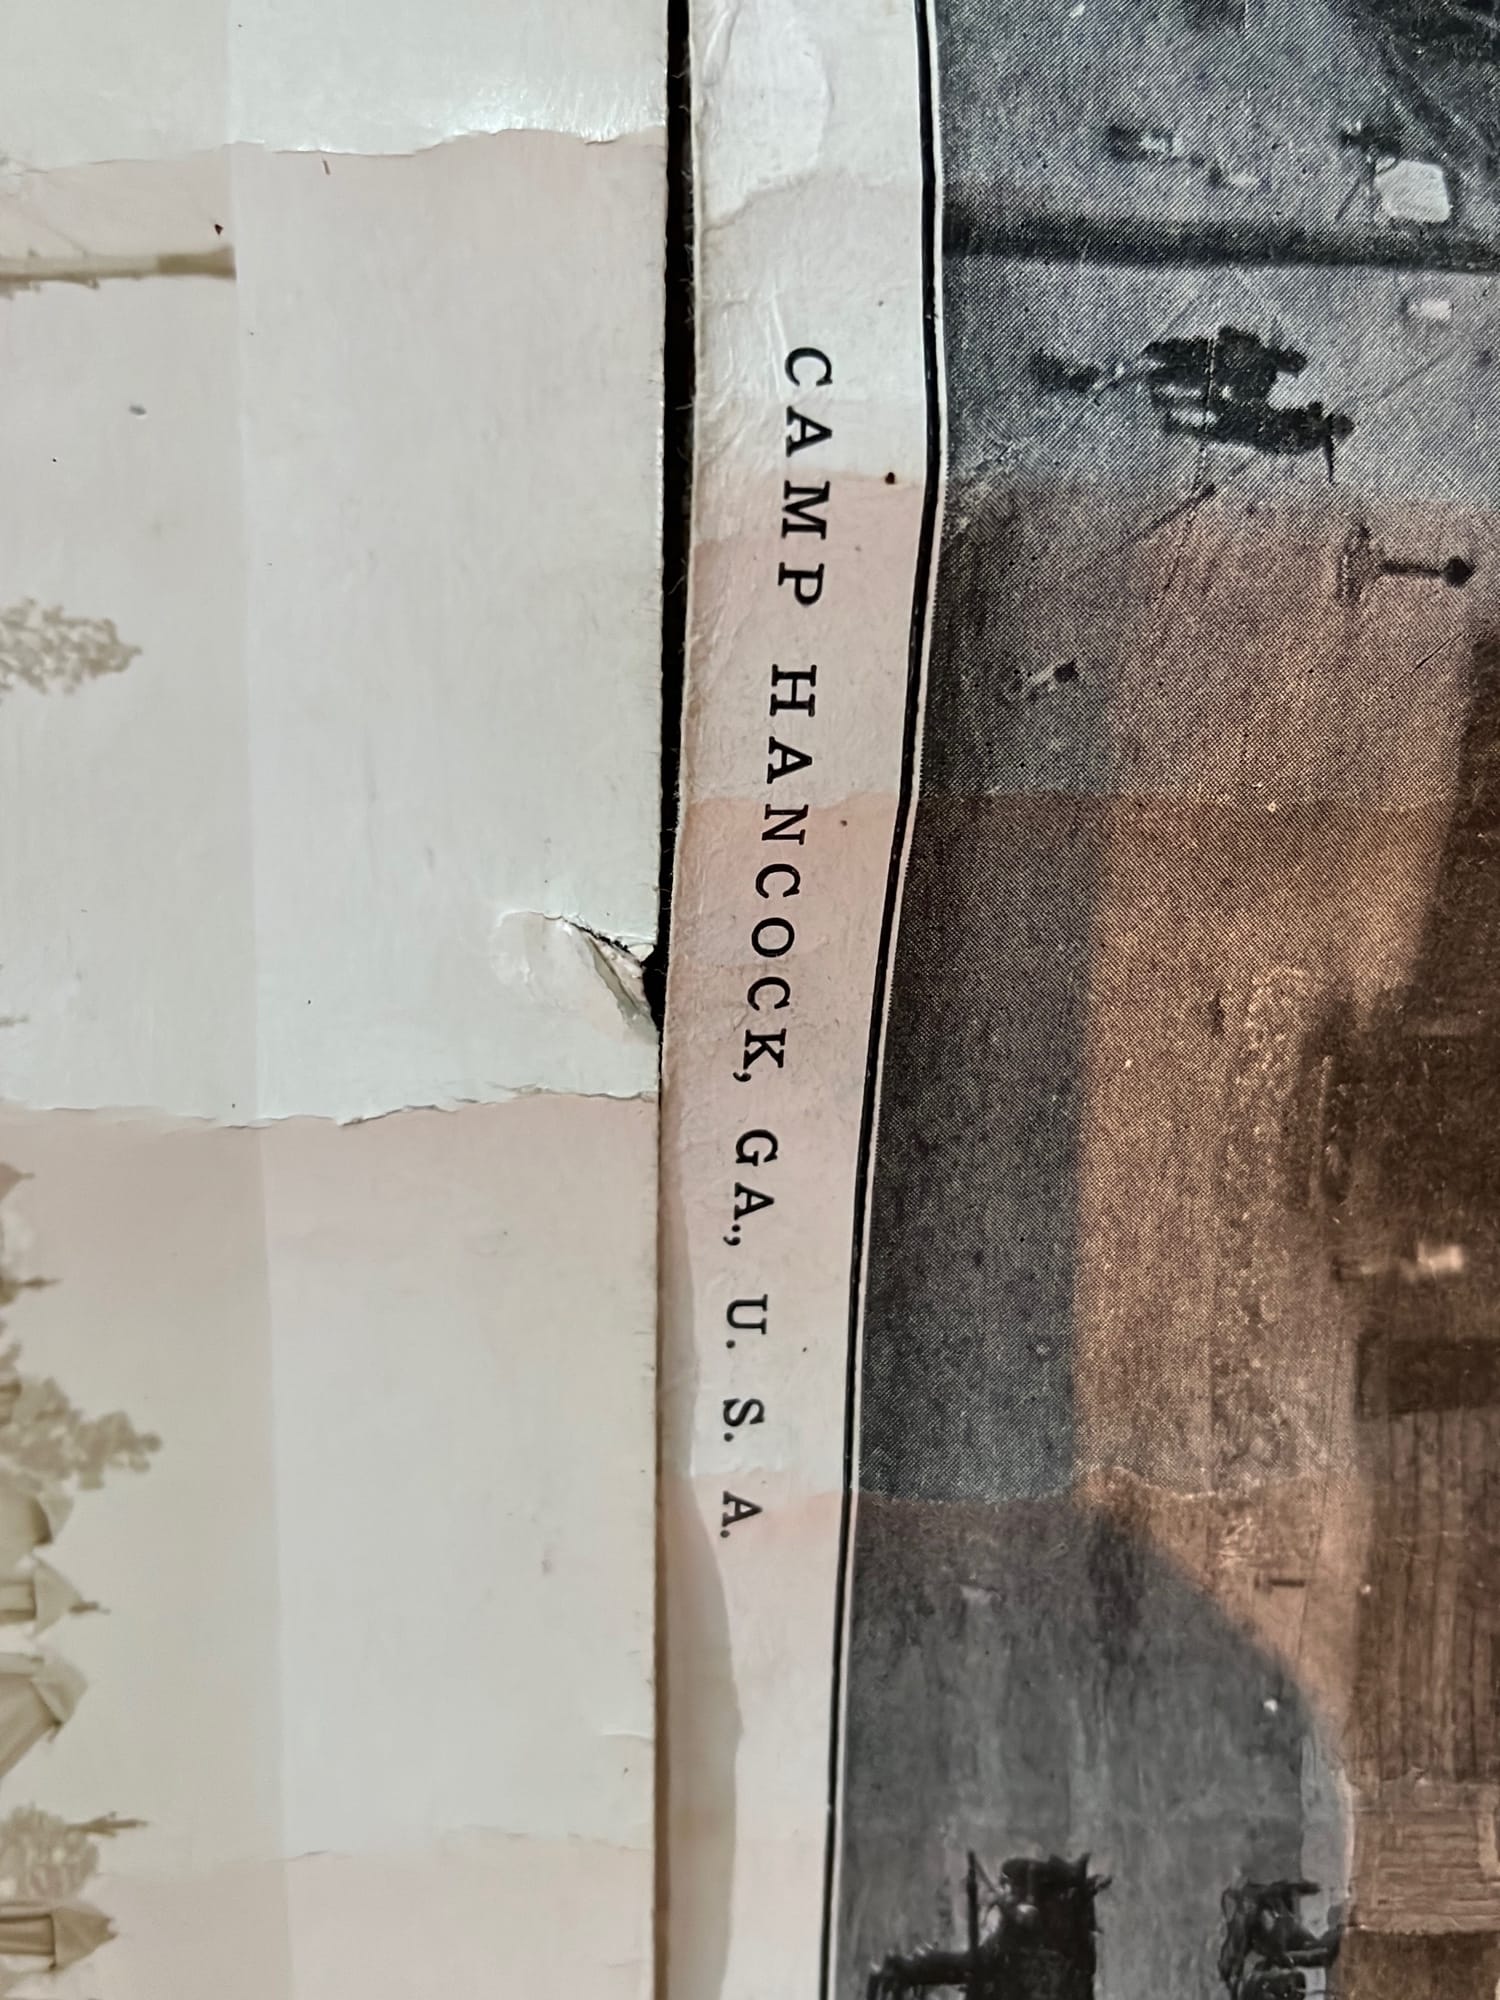 CAMP HANCOCK, GA., U. S. A.